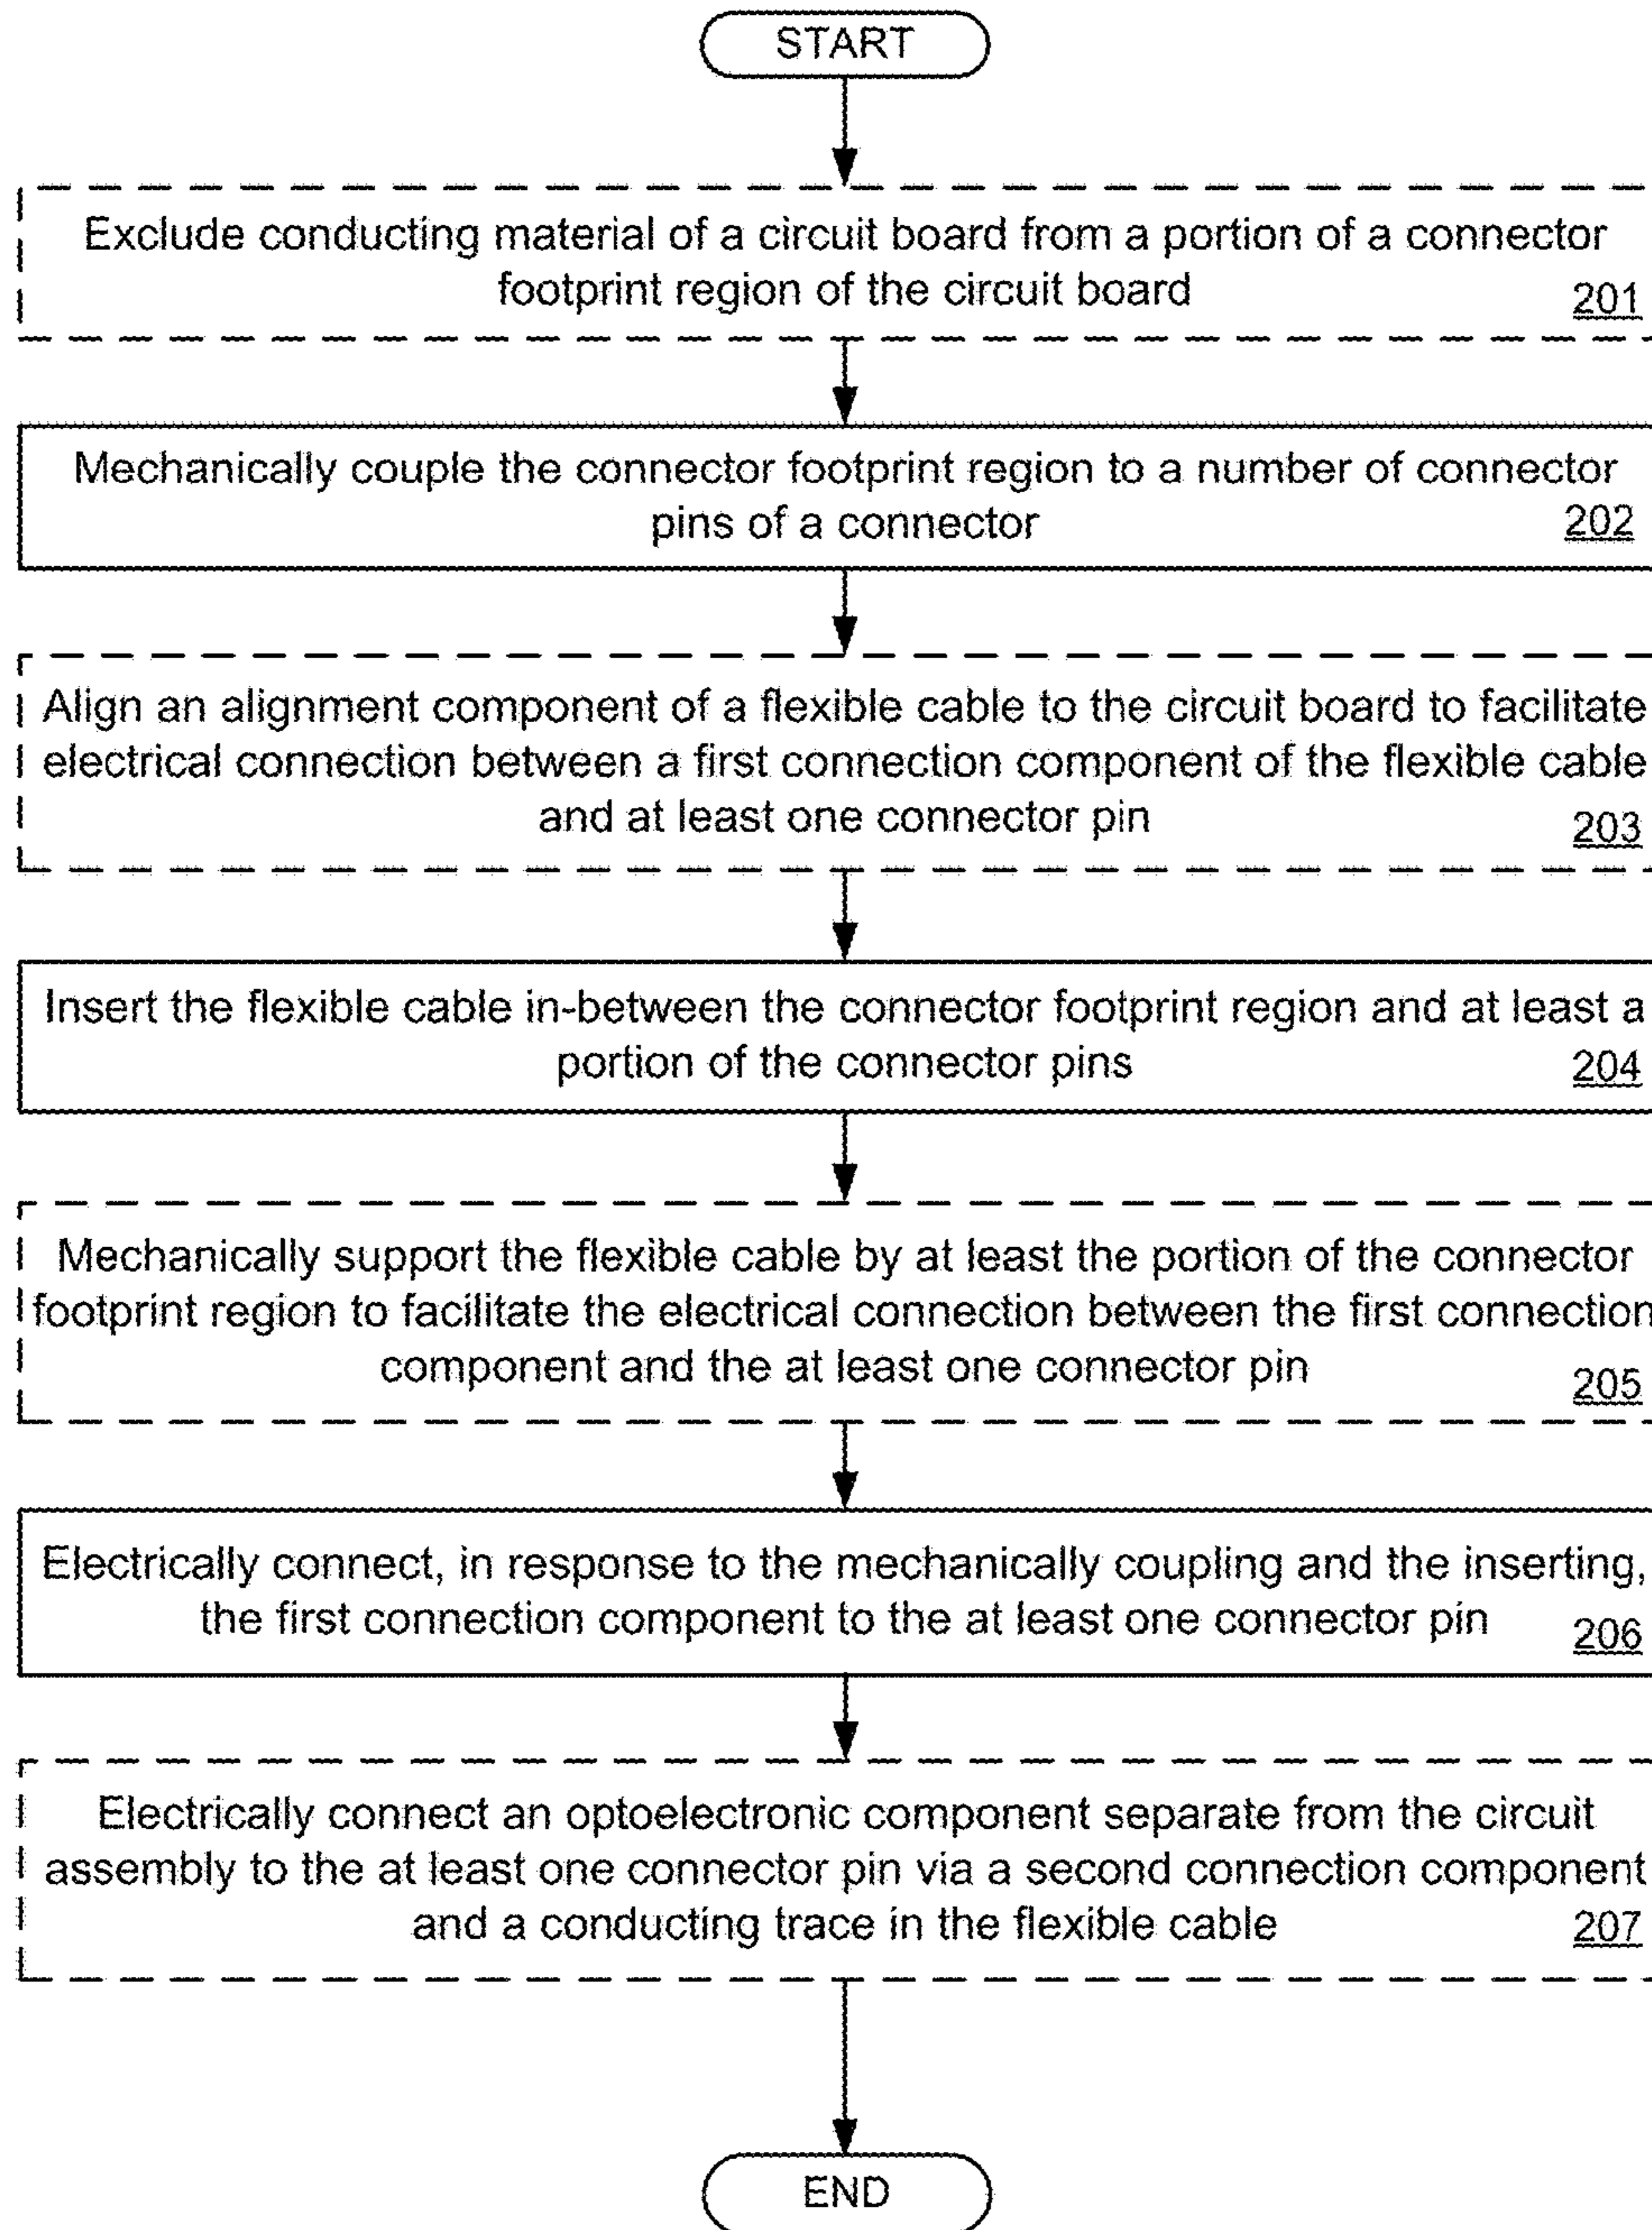 START
Exclude conducting material of a circuit board from a portion of a connector
footprint region of the circuit board
201
Mechanically couple the connector footprint region to a number of connector
pins of a connector
202
Align an alignment component of a flexible cable to the circuit board to facilitate
electrical connection between a first connection component of the flexible cable
and at least one connector pin
203
Insert the flexible cable in-between the connector footprint region and at least a
portion of the connector pins
204
Mechanically support the flexible cable by at least the portion of the connector
footprint region to facilitate the electrical connection between the first connection
component and the at least one connector pin
205
Electrically connect, in response to the mechanically coupling and the inserting,
the first connection component to the at least one connector pin
206
Electrically connect an optoelectronic component separate from the circuit
assembly to the at least one connector pin via a second connection component
and a conducting trace in the flexible cable
207
END